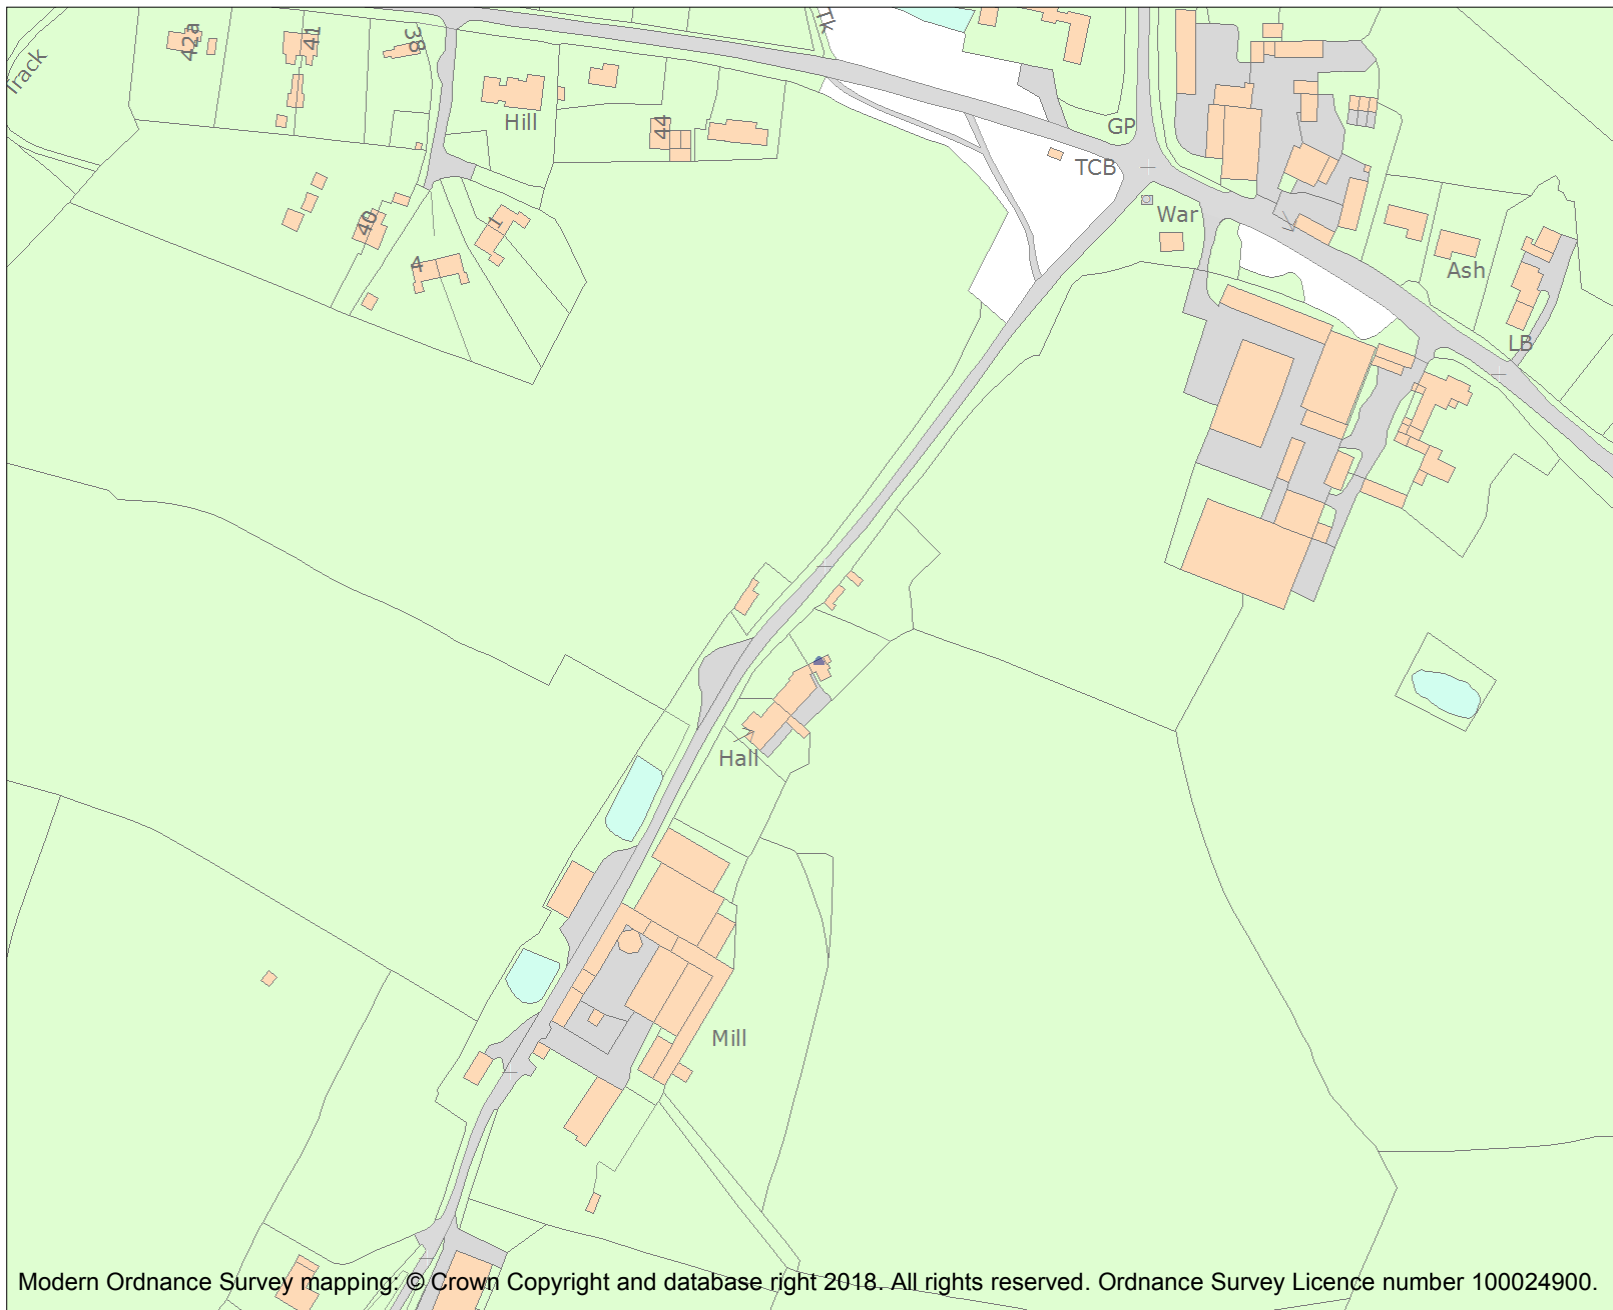 Track
42a
41
38
Tk
Hill
44
GP
TCB
War
40
1
4
Ash
LB
Hall
Mill
Modern Ordnance Survey mapping: © Crown Copyright and database right 2018. All rights reserved. Ordnance Survey Licence number 100024900.